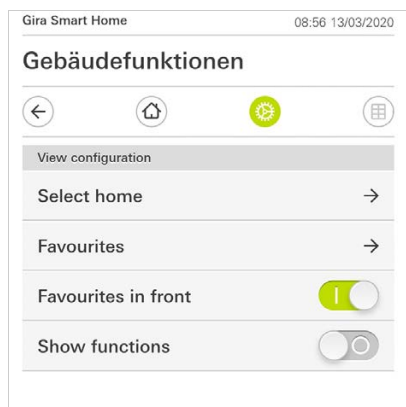 Gira Smart Home
08:56 13/03/2020
Gebäudefunktionen
View configuration
Select home
Favourites
Favourites in front
Show functions